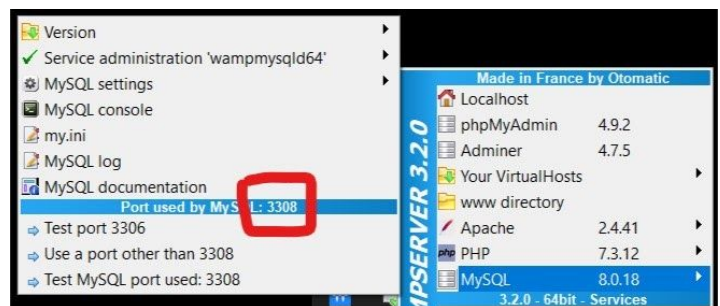 Version
Service administration 'wampmysqld64'
MySQL settings
MySQL console
my.ini
MySQL log
MySQL documentation
Port used by MySQL: 3308
Test port 3306
Use a port other than 3308
Test MySQL port used: 3308
Made in France by Otomatic
Localhost
phpMyAdmin 4.9.2
Adminer 4.7.5
Your VirtualHosts
www directory
Apache 2.4.41
php PHP 7.3.12
MySQL 8.0.18
3.2.0 - 64bit - Services
MPSERVER 3.2.0